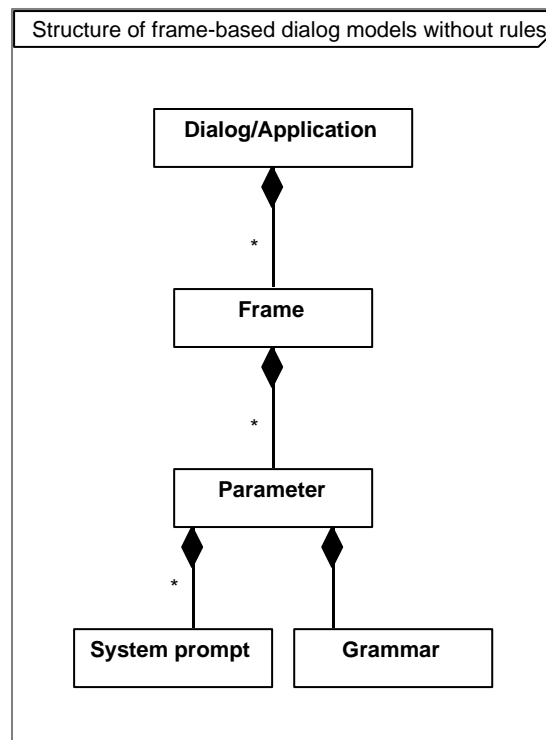 Structure of frame-based dialog models without rules
Dialog/Application
*
Frame
*
Parameter
*
System prompt
Grammar